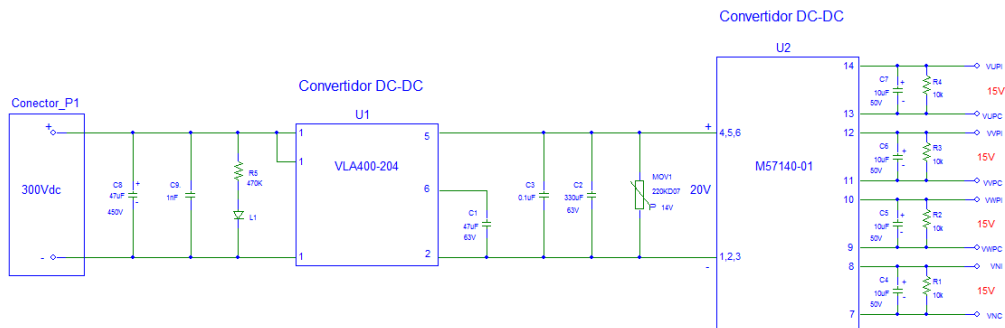 Convertidor DC-DC
U2
Convertidor DC-DC
U1
Conector_P1
+
300Vdc
-
C8
47uF
450V
+
-
C9
1nF
R5
470K
L1
1
1
1
VLA400-204
5
6
2
C1
47uF
63V
C3
0.1uF
C2
330uF
63V
MOV1
220KD07
14V
+
20V
-
4,5,6
1,2,3
M57140-01
14
13
12
11
10
9
8
7
C7
10uF
50V
+
-
R4
10k
VUPI
15V
VUPC
C6
10uF
50V
+
-
R3
10k
VVPI
15V
VVPC
C5
10uF
50V
+
-
R2
10k
VWPI
15V
VWPC
C4
10uF
50V
+
-
R1
10k
VNI
15V
VNC